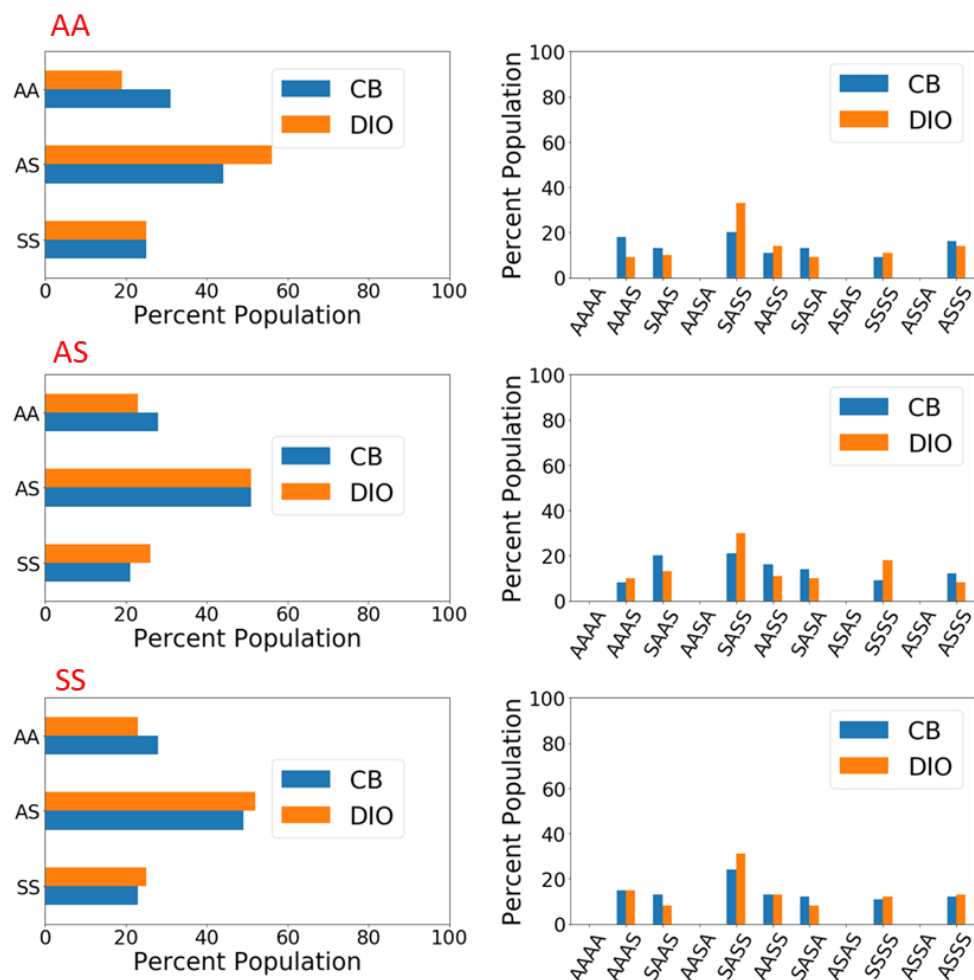 AA
AA
AS
SS
0 20 40 60 80 100
Percent Population
CB
DIO
Percent Population
100
80
60
40
20
0
CB
DIO
AAAA AAAS SAAS AASA SASS AASS SASA ASAS SSSS ASSA ASSS
AS
AA
AS
SS
0 20 40 60 80 100
Percent Population
CB
DIO
Percent Population
100
80
60
40
20
0
CB
DIO
AAAA AAAS SAAS AASA SASS AASS SASA ASAS SSSS ASSA ASSS
SS
AA
AS
SS
0 20 40 60 80 100
Percent Population
CB
DIO
Percent Population
100
80
60
40
20
0
CB
DIO
AAAA AAAS SAAS AASA SASS AASS SASA ASAS SSSS ASSA ASSS